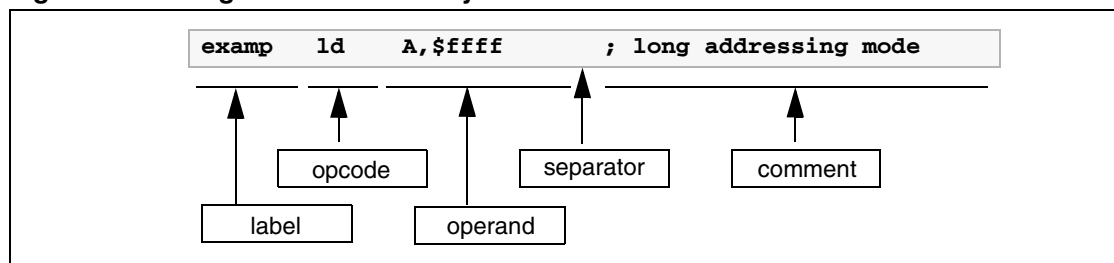 examp ld A,$ffff ; long addressing mode
opcode separator comment
label operand